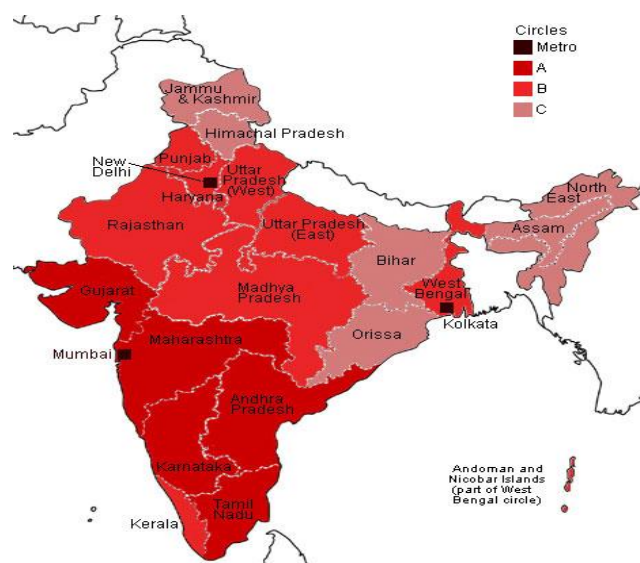 Circles
Metro
A
B
C
Jammu
& Kashmir
Himachal Pradesh
Punjab
New
Delhi
Uttar
Pradesh
(West)
Haryana
Rajasthan
Uttar Pradesh
(East)
North
East
Assam
Bihar
Gujarat
Madhya
Pradesh
West
Bengal
Kolkata
Orissa
Maharashtra
Mumbai
Andhra
Pradesh
Karnataka
Andoman and
Nicobar Islands
(part of West
Bengal circle)
Tamil
Nadu
Kerala